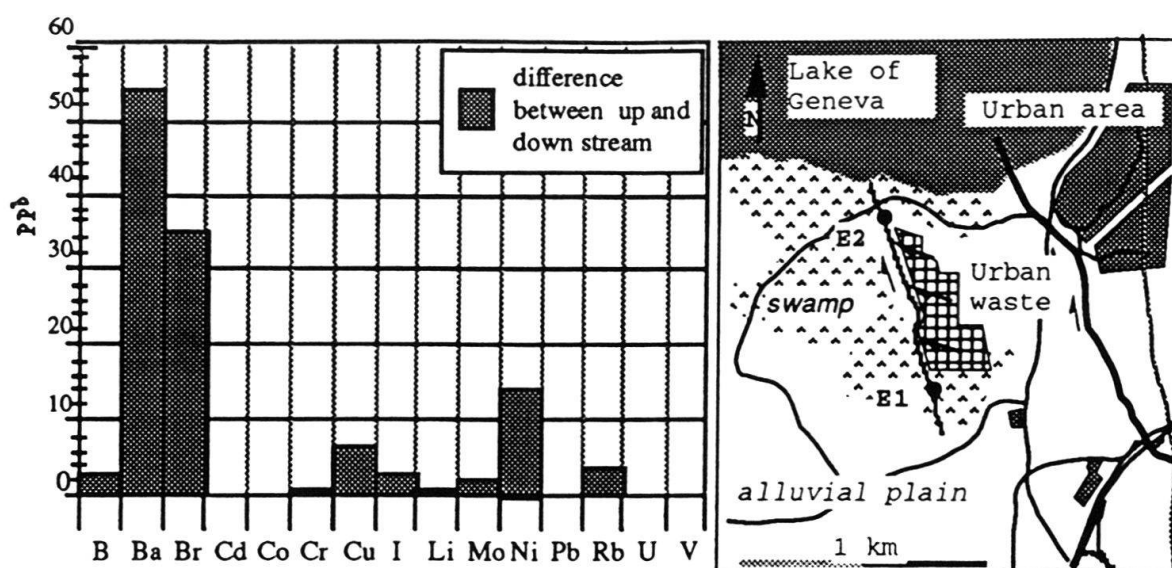 60
50
40
30
20
10
0
ppb
difference
between up and
down stream
B Ba Br Cd Co Cr Cu I Li Mo Ni Pb Rb U V
Lake of
Geneva
N
Urban area
E2
Urban
waste
swamp
E1
alluvial plain
1 km